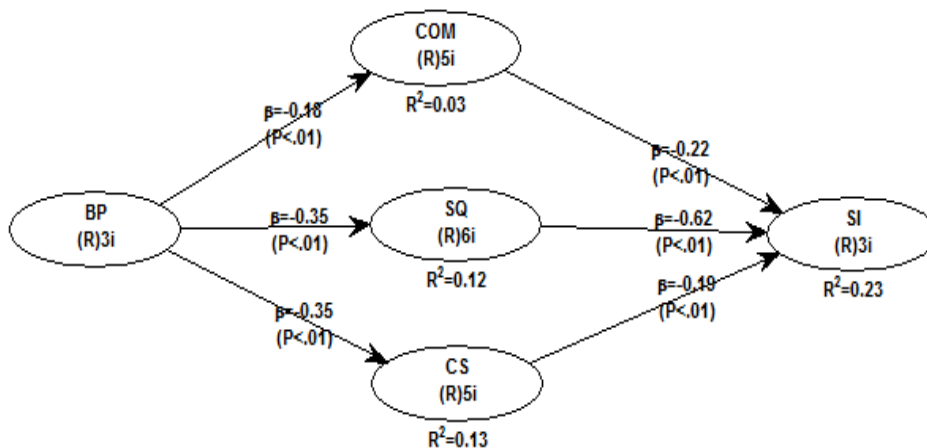 COM
(R)5i
R²=0.03
β=-0.18
(P<.01)
β=-0.22
(P<.01)
BP
(R)3i
β=-0.35
(P<.01)
SQ
(R)6i
R²=0.12
β=-0.62
(P<.01)
SI
(R)3i
R²=0.23
β=-0.35
(P<.01)
β=-0.19
(P<.01)
CS
(R)5i
R²=0.13